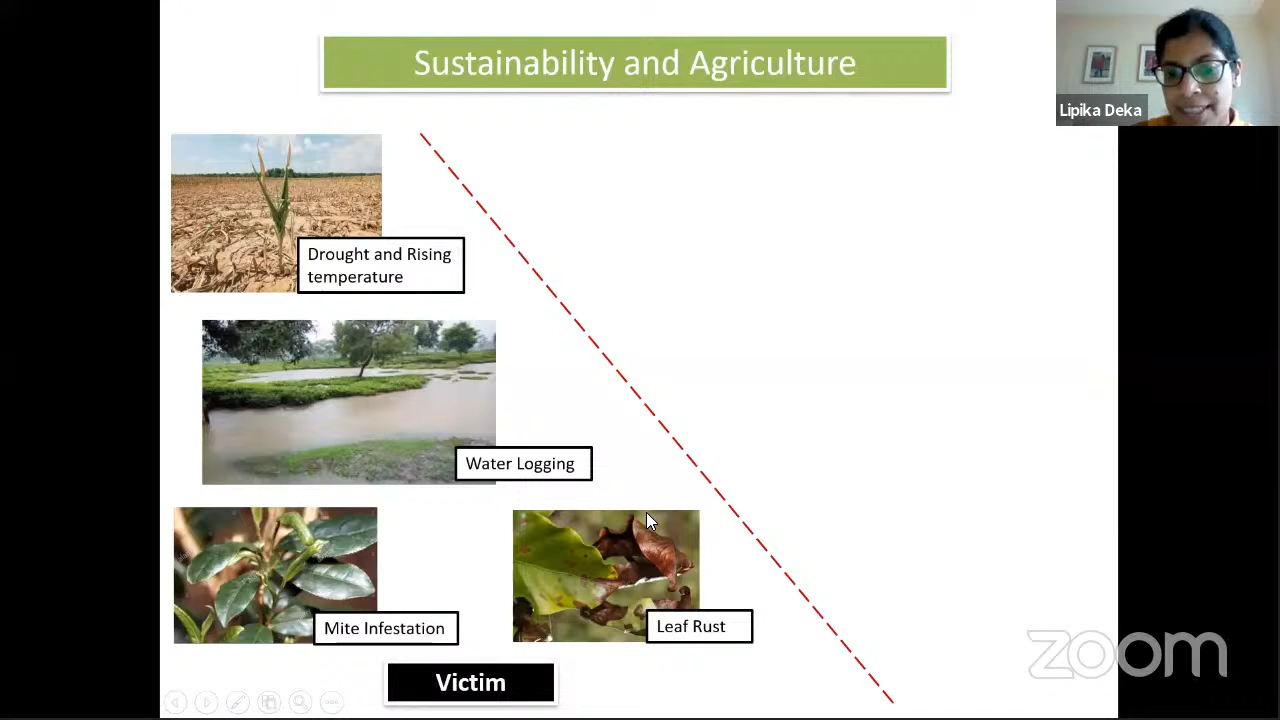 Sustainability and Agriculture
Lipika Deka
Drought and Rising
temperature
Water Logging
Mite Infestation
Leaf Rust
Victim
zoom